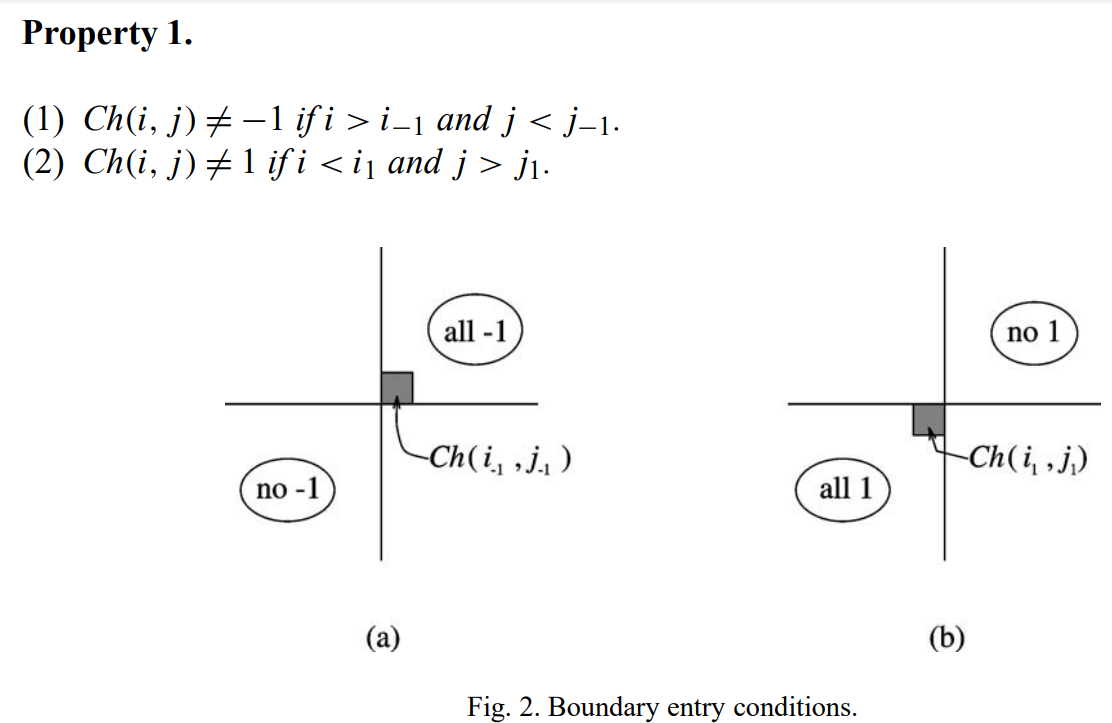 Property 1.
(1) Ch(i, j) ≠ −1 if i > i₋₁ and j < j₋₁.
(2) Ch(i, j) ≠ 1 if i < i₁ and j > j₁.
all -1
no 1
Ch(i₋₁ , j₋₁ )
Ch(i₁ , j₁)
no -1
all 1
(a)
(b)
Fig. 2. Boundary entry conditions.